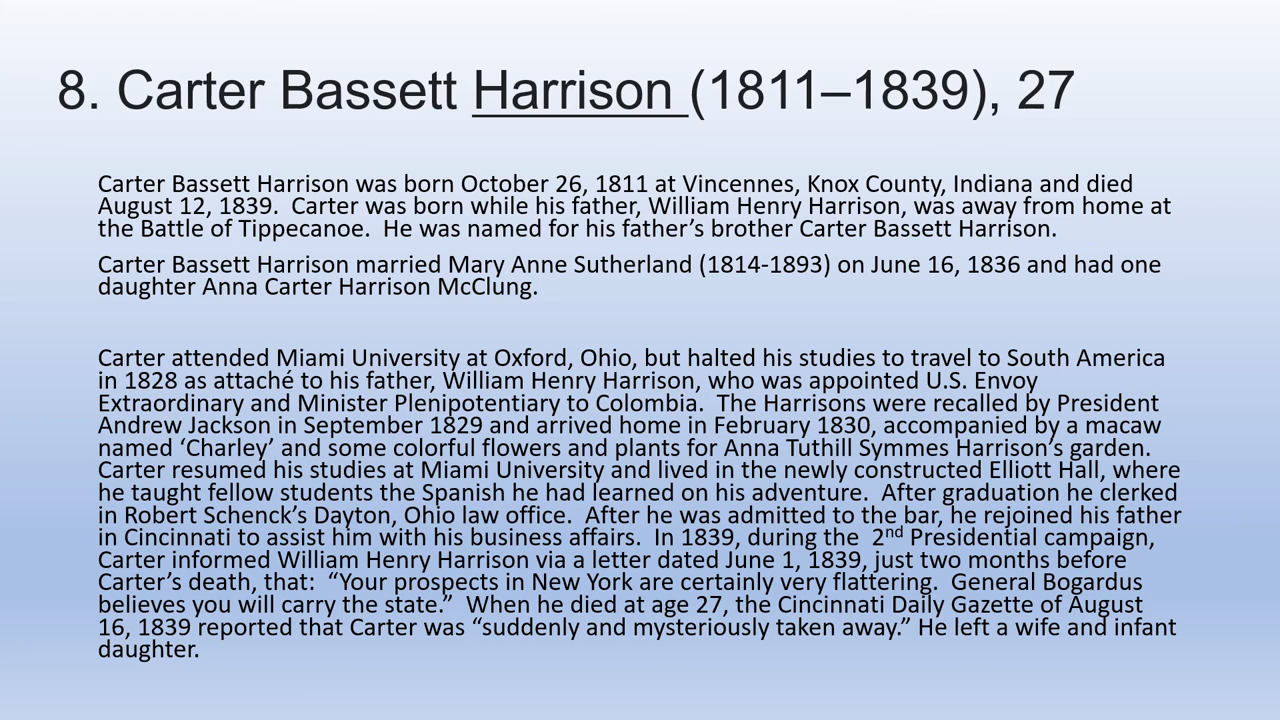 8. Carter Bassett Harrison (1811–1839), 27
Carter Bassett Harrison was born October 26, 1811 at Vincennes, Knox County, Indiana and died
August 12, 1839.  Carter was born while his father, William Henry Harrison, was away from home at
the Battle of Tippecanoe.  He was named for his father’s brother Carter Bassett Harrison.
Carter Bassett Harrison married Mary Anne Sutherland (1814-1893) on June 16, 1836 and had one
daughter Anna Carter Harrison McClung.
Carter attended Miami University at Oxford, Ohio, but halted his studies to travel to South America
in 1828 as attaché to his father, William Henry Harrison, who was appointed U.S. Envoy
Extraordinary and Minister Plenipotentiary to Colombia.  The Harrisons were recalled by President
Andrew Jackson in September 1829 and arrived home in February 1830, accompanied by a macaw
named ‘Charley’ and some colorful flowers and plants for Anna Tuthill Symmes Harrison’s garden.
Carter resumed his studies at Miami University and lived in the newly constructed Elliott Hall, where
he taught fellow students the Spanish he had learned on his adventure.  After graduation he clerked
in Robert Schenck’s Dayton, Ohio law office.  After he was admitted to the bar, he rejoined his father
in Cincinnati to assist him with his business affairs.  In 1839, during the  2nd Presidential campaign,
Carter informed William Henry Harrison via a letter dated June 1, 1839, just two months before
Carter’s death, that:  “Your prospects in New York are certainly very flattering.  General Bogardus
believes you will carry the state.”  When he died at age 27, the Cincinnati Daily Gazette of August
16, 1839 reported that Carter was “suddenly and mysteriously taken away.” He left a wife and infant
daughter.